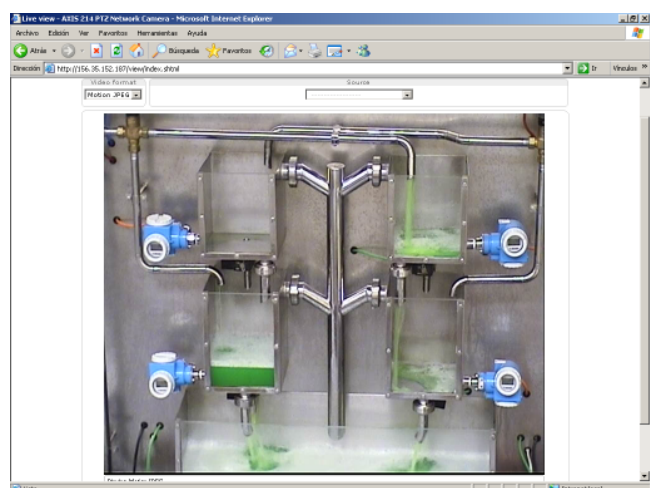 Live view - AXIS 214 PTZ Network Camera - Microsoft Internet Explorer
Archivo Edición Ver Favoritos Herramientas Ayuda
Atrás Búsqueda Favoritos
Dirección http://156.35.152.187/view/index.shtml Ir Vínculos »
Video format Source
Motion JPEG